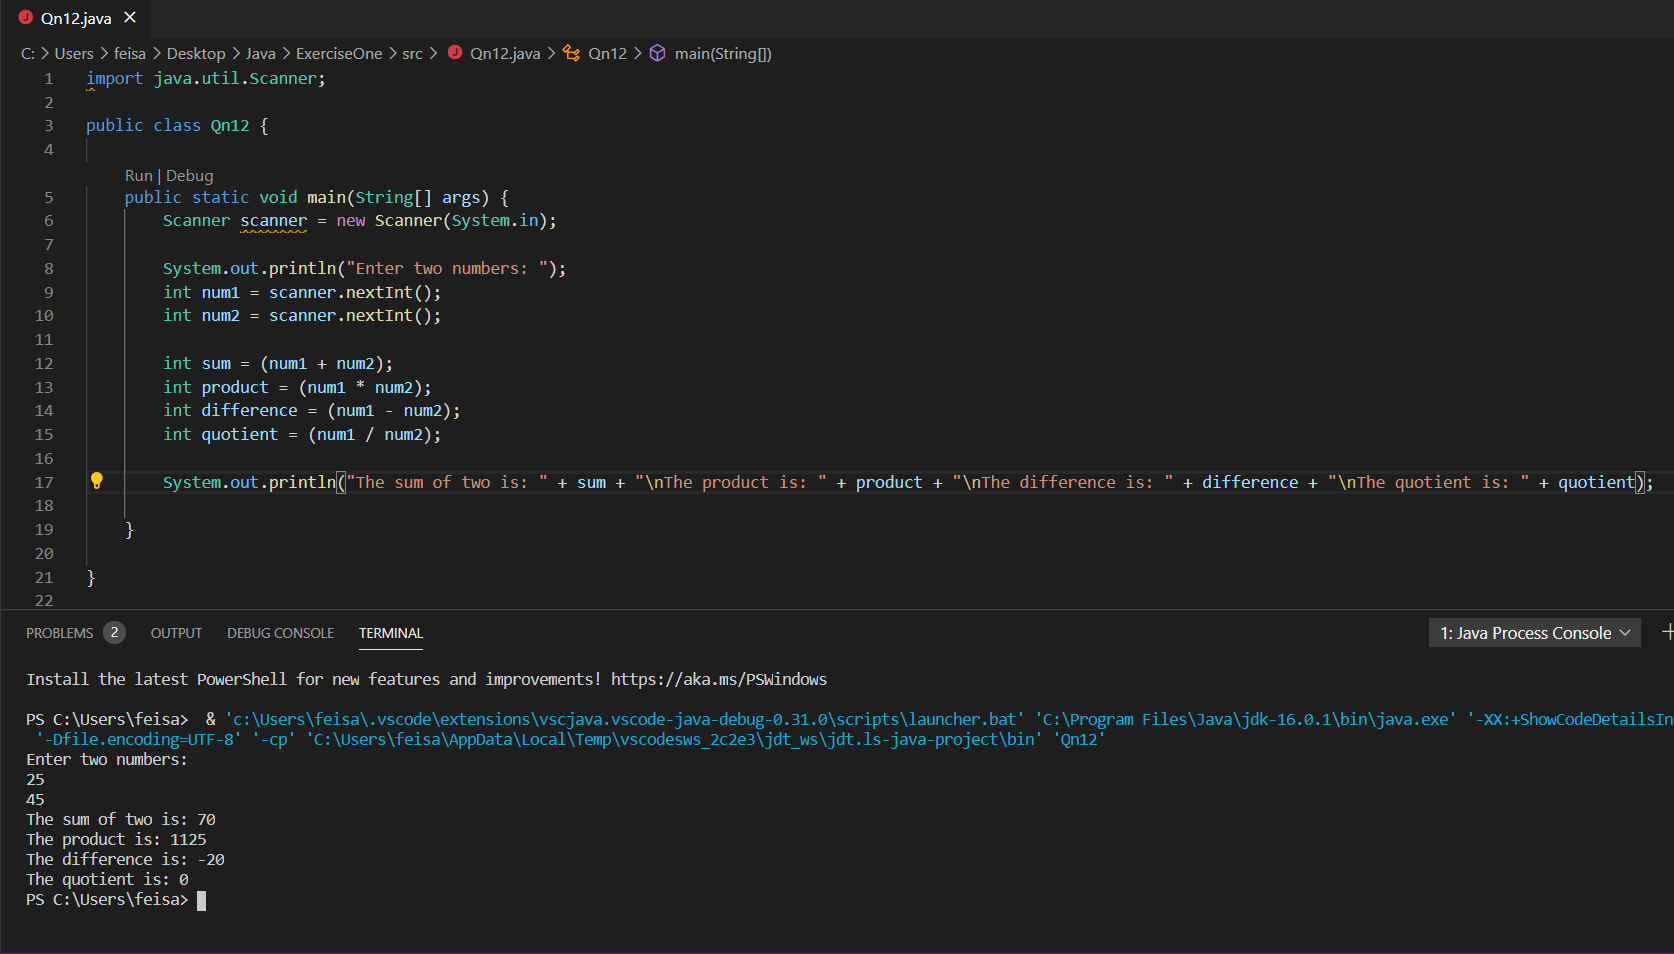 Qn12.java
C: > Users > feisa > Desktop > Java > ExerciseOne > src > Qn12.java > Qn12 > main(String[])
1 import java.util.Scanner;
2
3 public class Qn12 {
4
Run | Debug
5 public static void main(String[] args) {
6 Scanner scanner = new Scanner(System.in);
7
8 System.out.println("Enter two numbers: ");
9 int num1 = scanner.nextInt();
10 int num2 = scanner.nextInt();
11
12 int sum = (num1 + num2);
13 int product = (num1 * num2);
14 int difference = (num1 - num2);
15 int quotient = (num1 / num2);
16
17 System.out.println("The sum of two is: " + sum + "\nThe product is: " + product + "\nThe difference is: " + difference + "\nThe quotient is: " + quotient);
18
19 }
20
21 }
22
PROBLEMS 2 OUTPUT DEBUG CONSOLE TERMINAL 1: Java Process Console
Install the latest PowerShell for new features and improvements! https://aka.ms/PSWindows
PS C:\Users\feisa>  & 'c:\Users\feisa\.vscode\extensions\vscjava.vscode-java-debug-0.31.0\scripts\launcher.bat' 'C:\Program Files\Java\jdk-16.0.1\bin\java.exe' '-XX:+ShowCodeDetailsIn
'-Dfile.encoding=UTF-8' '-cp' 'C:\Users\feisa\AppData\Local\Temp\vscodesws_2c2e3\jdt_ws\jdt.ls-java-project\bin' 'Qn12'
Enter two numbers:
25
45
The sum of two is: 70
The product is: 1125
The difference is: -20
The quotient is: 0
PS C:\Users\feisa>